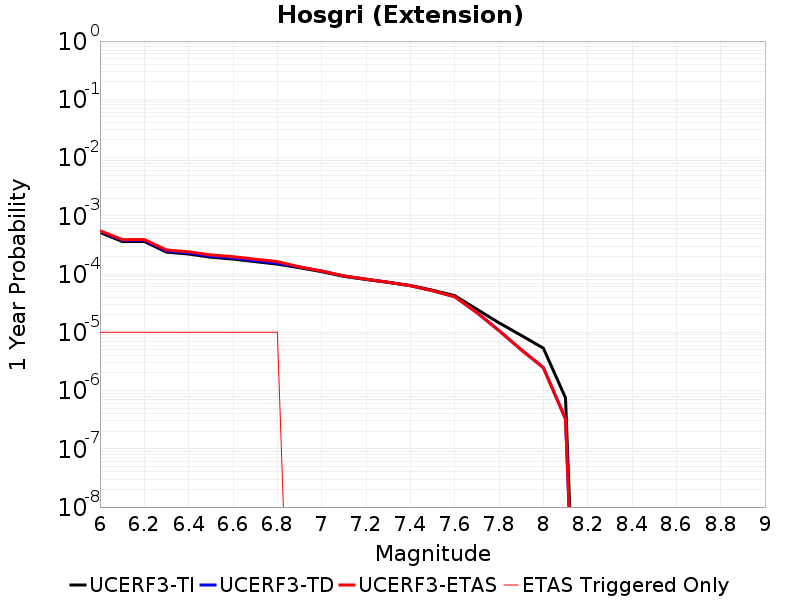 Hosgri (Extension)
1 Year Probability
10^0
10^-1
10^-2
10^-3
10^-4
10^-5
10^-6
10^-7
10^-8
6 6.2 6.4 6.6 6.8 7 7.2 7.4 7.6 7.8 8 8.2 8.4 8.6 8.8 9
Magnitude
UCERF3-TI UCERF3-TD UCERF3-ETAS ETAS Triggered Only